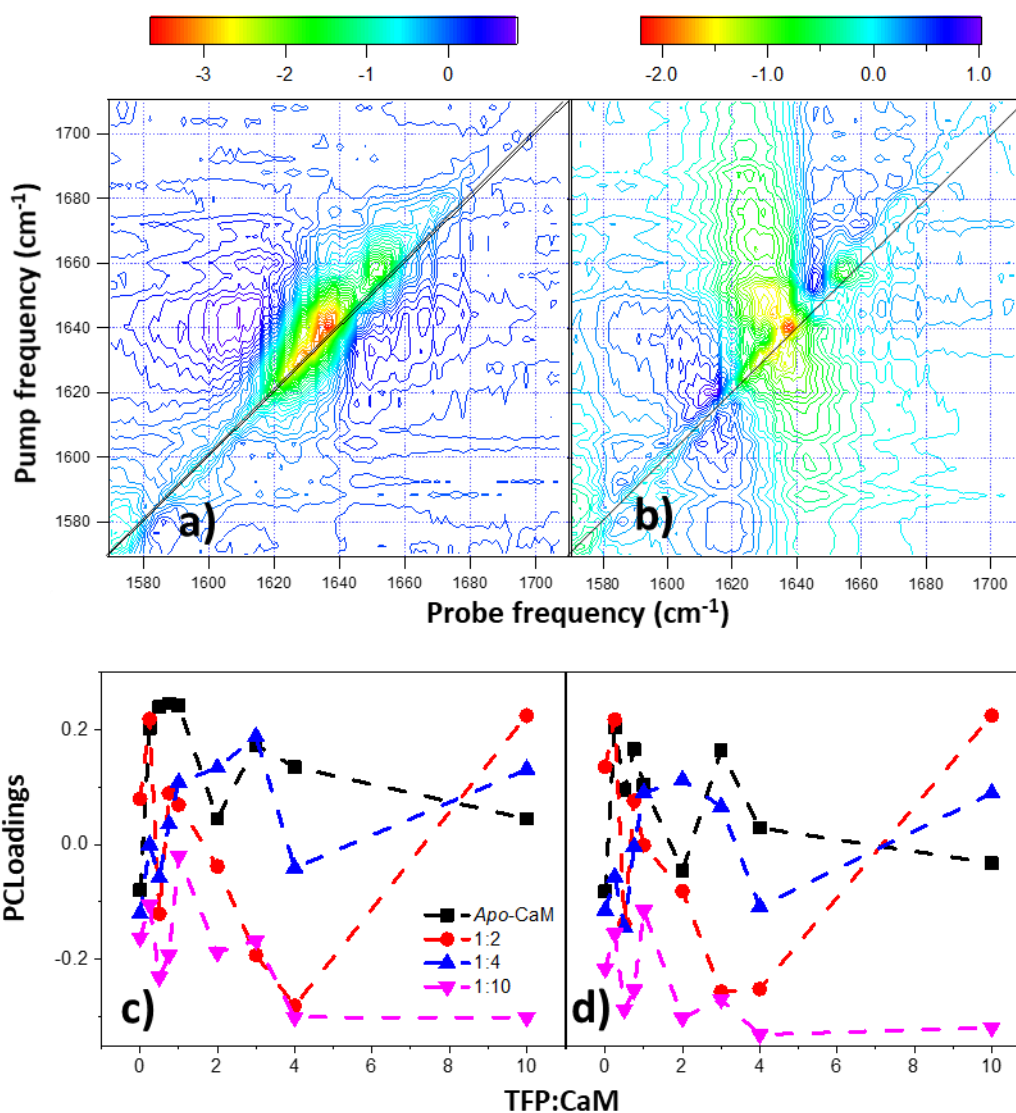 -3 -2 -1 0
-2.0 -1.0 0.0 1.0
Pump frequency (cm-1)
1700
1680
1660
1640
1620
1600
1580
a)
b)
1580 1600 1620 1640 1660 1680 1700
1580 1600 1620 1640 1660 1680 1700
Probe frequency (cm-1)
PCLoadings
0.2
0.0
-0.2
Apo-CaM
1:2
1:4
1:10
c)
d)
0 2 4 6 8 10
0 2 4 6 8 10
TFP:CaM